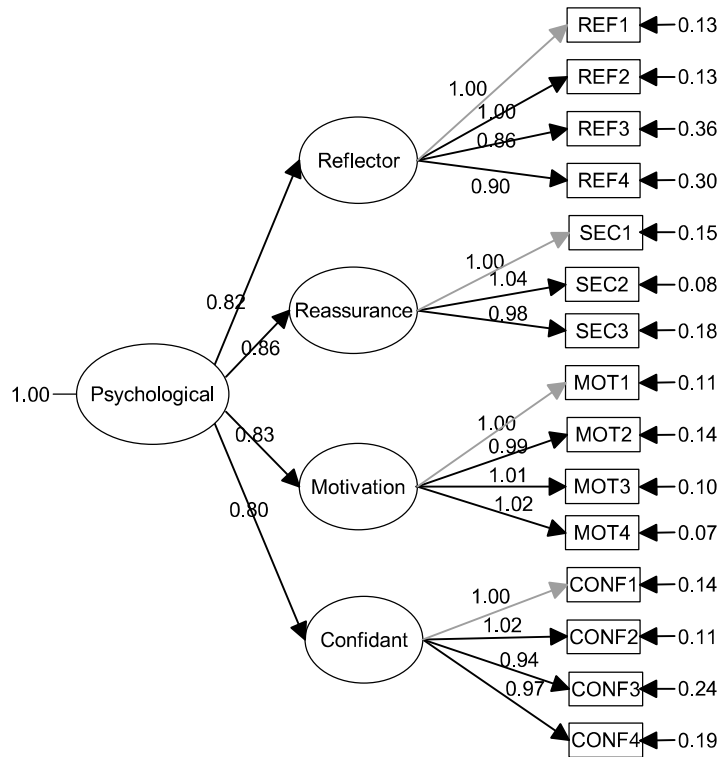 REF1 0.13
1.00
REF2 0.13
1.00
REF3 0.36
0.86
Reflector
REF4 0.30
0.90
SEC1 0.15
1.00
SEC2 0.08
1.04
0.82
Reassurance
SEC3 0.18
0.98
0.86
MOT1 0.11
1.00
1.00 Psychological
MOT2 0.14
0.99
0.83
MOT3 0.10
1.01
Motivation
MOT4 0.07
1.02
0.80
CONF1 0.14
1.00
CONF2 0.11
1.02
Confidant
CONF3 0.24
0.94
0.97
CONF4 0.19